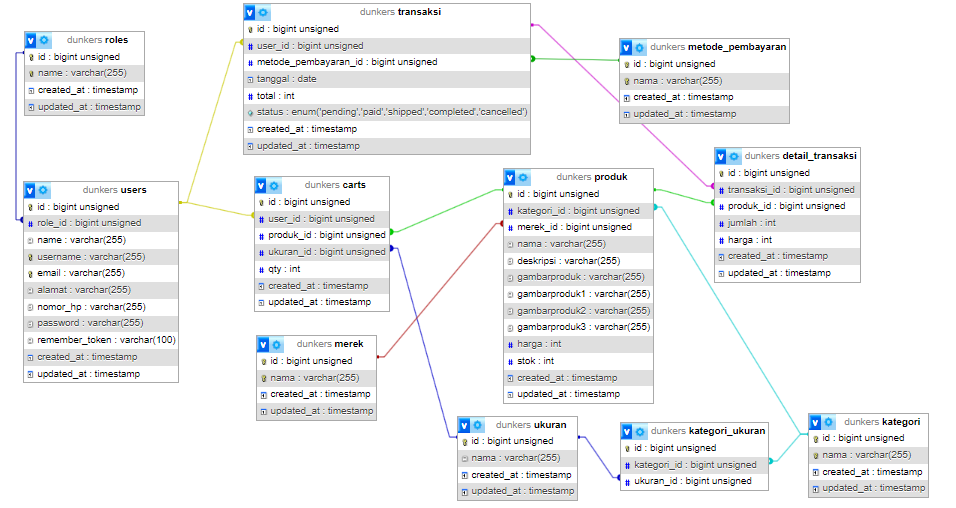 dunkers roles
id : bigint unsigned
name : varchar(255)
created_at : timestamp
updated_at : timestamp
dunkers transaksi
id : bigint unsigned
user_id : bigint unsigned
metode_pembayaran_id : bigint unsigned
tanggal : date
total : int
status : enum('pending','paid','shipped','completed','cancelled')
created_at : timestamp
updated_at : timestamp
dunkers metode_pembayaran
id : bigint unsigned
nama : varchar(255)
created_at : timestamp
updated_at : timestamp
dunkers detail_transaksi
id : bigint unsigned
transaksi_id : bigint unsigned
produk_id : bigint unsigned
jumlah : int
harga : int
created_at : timestamp
updated_at : timestamp
dunkers users
id : bigint unsigned
role_id : bigint unsigned
name : varchar(255)
username : varchar(255)
email : varchar(255)
alamat : varchar(255)
nomor_hp : varchar(255)
password : varchar(255)
remember_token : varchar(100)
created_at : timestamp
updated_at : timestamp
dunkers carts
id : bigint unsigned
user_id : bigint unsigned
produk_id : bigint unsigned
ukuran_id : bigint unsigned
qty : int
created_at : timestamp
updated_at : timestamp
dunkers produk
id : bigint unsigned
kategori_id : bigint unsigned
merek_id : bigint unsigned
nama : varchar(255)
deskripsi : varchar(255)
gambarproduk : varchar(255)
gambarproduk1 : varchar(255)
gambarproduk2 : varchar(255)
gambarproduk3 : varchar(255)
harga : int
stok : int
created_at : timestamp
updated_at : timestamp
dunkers merek
id : bigint unsigned
nama : varchar(255)
created_at : timestamp
updated_at : timestamp
dunkers ukuran
id : bigint unsigned
nama : varchar(255)
created_at : timestamp
updated_at : timestamp
dunkers kategori_ukuran
id : bigint unsigned
kategori_id : bigint unsigned
ukuran_id : bigint unsigned
dunkers kategori
id : bigint unsigned
nama : varchar(255)
created_at : timestamp
updated_at : timestamp